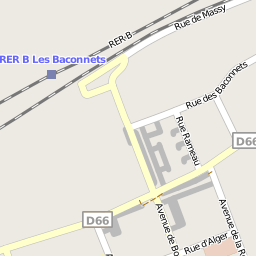 RER-B
Rue de Massy
RER B Les Baconnets
Rue des Baconnets
Rue Rameau
D66
D66
Avenue de la
Avenue de
Rue d'Alger